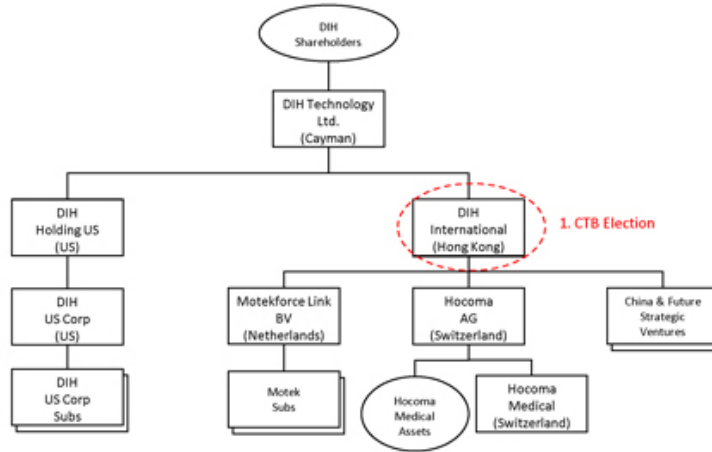 DIH
Shareholders
DIH Technology
Ltd.
(Cayman)
DIH
Holding US
(US)
DIH
International
(Hong Kong)
1. CTB Election
DIH
US Corp
(US)
Motekforce Link
BV
(Netherlands)
Hocoma
AG
(Switzerland)
China & Future
Strategic
Ventures
DIH
US Corp
Subs
Motek
Subs
Hocoma
Medical
Assets
Hocoma
Medical
(Switzerland)